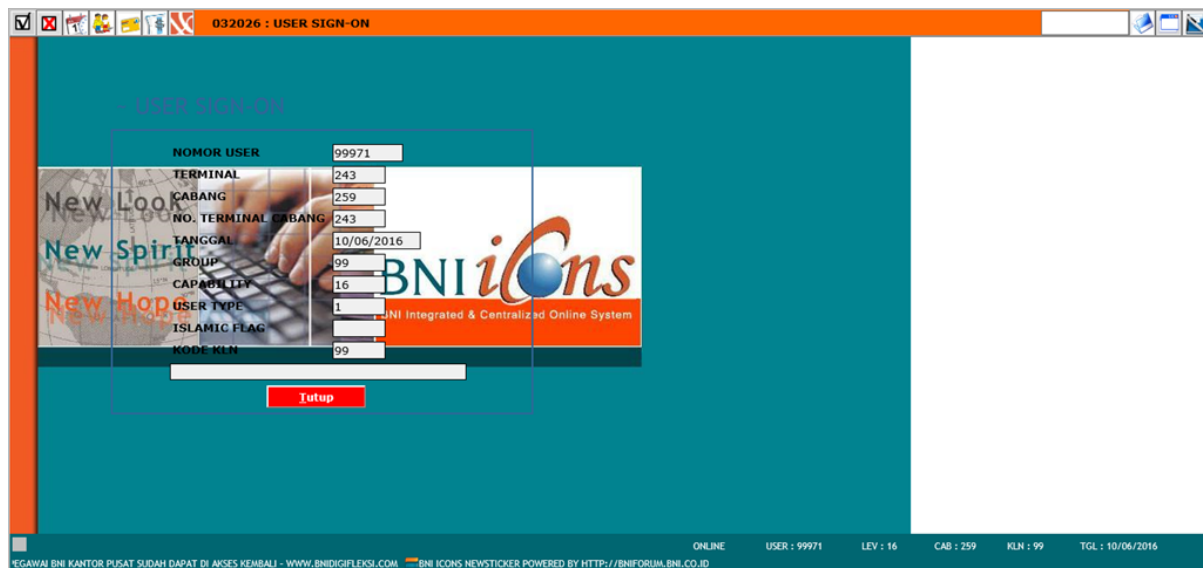 032026 : USER SIGN-ON
- USER SIGN-ON
NOMOR USER 99971
TERMINAL 243
CABANG 259
NO. TERMINAL CABANG 243
TANGGAL 10/06/2016
GROUP 99
CAPABILITY 16
USER TYPE 1
ISLAMIC FLAG
KODE KLN 99
Tutup
New Look
New Spirit
New Hope
BNI icons
BNI Integrated & Centralized Online System
ONLINE USER : 99971 LEV : 16 CAB : 259 KLN : 99 TGL : 10/06/2016
BNI KANTOR PUSAT SUDAH DAPAT DI AKSES KEMBALI - WWW.BNIDIGIFLEKSI.COM BNI ICONS NEWSTICKER POWERED BY HTTP://BNIFORUM.BNI.CO.ID